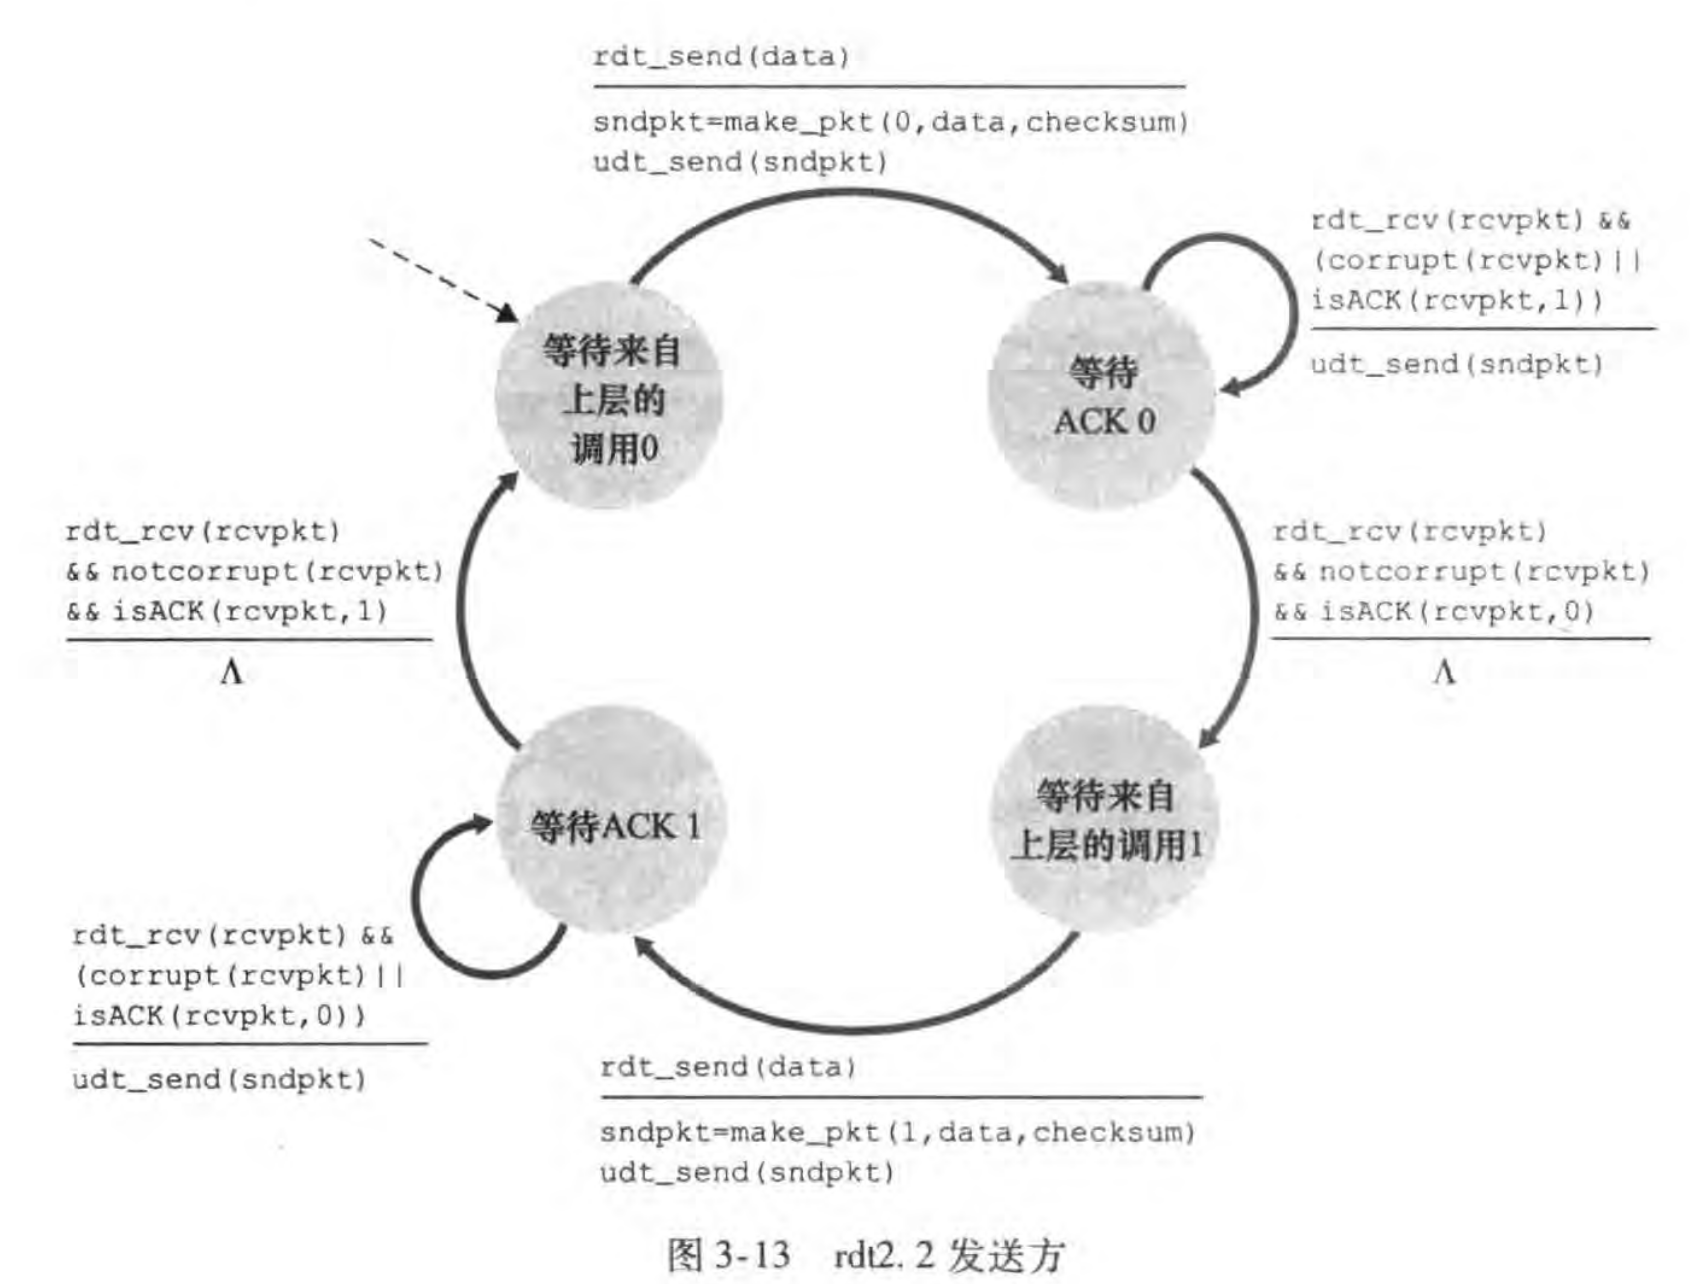 rdt_send(data)
sndpkt=make_pkt(0,data,checksum)
udt_send(sndpkt)
rdt_rcv(rcvpkt) &&
(corrupt(rcvpkt)||
isACK(rcvpkt,1))
udt_send(sndpkt)
等待来自
上层的
调用0
等待
ACK 0
rdt_rcv(rcvpkt)
&& notcorrupt(rcvpkt)
&& isACK(rcvpkt,1)
Λ
rdt_rcv(rcvpkt)
&& notcorrupt(rcvpkt)
&& isACK(rcvpkt,0)
Λ
等待ACK 1
等待来自
上层的调用1
rdt_rcv(rcvpkt) &&
(corrupt(rcvpkt)||
isACK(rcvpkt,0))
udt_send(sndpkt)
rdt_send(data)
sndpkt=make_pkt(1,data,checksum)
udt_send(sndpkt)
图 3-13 rdt2. 2 发送方